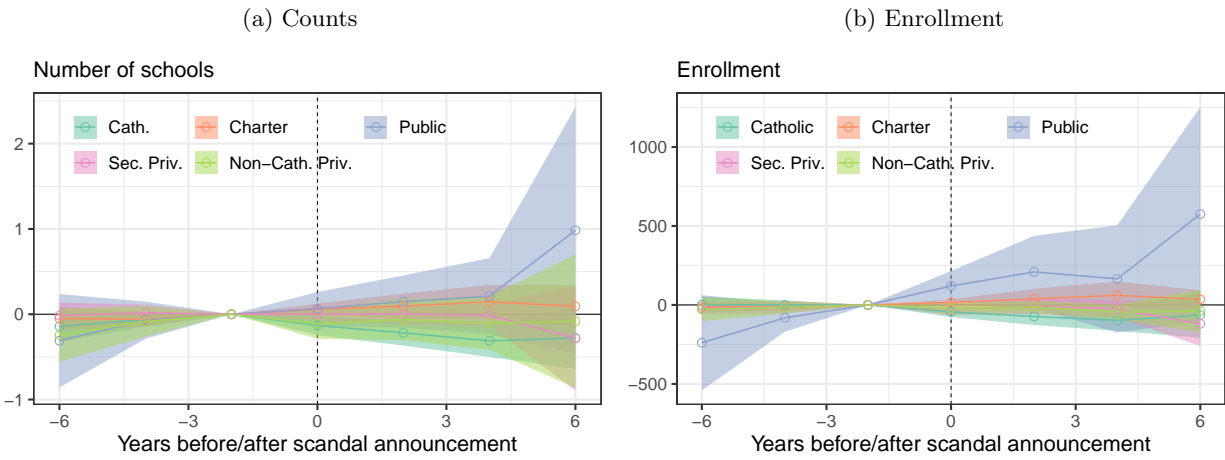 (a) Counts
Number of schools
Cath.
Charter
Public
Sec. Priv.
Non−Cath. Priv.
2
1
0
−1
−6
−3
0
3
6
Years before/after scandal announcement
(b) Enrollment
Enrollment
Catholic
Charter
Public
Sec. Priv.
Non−Cath. Priv.
1000
500
0
−500
−6
−3
0
3
6
Years before/after scandal announcement